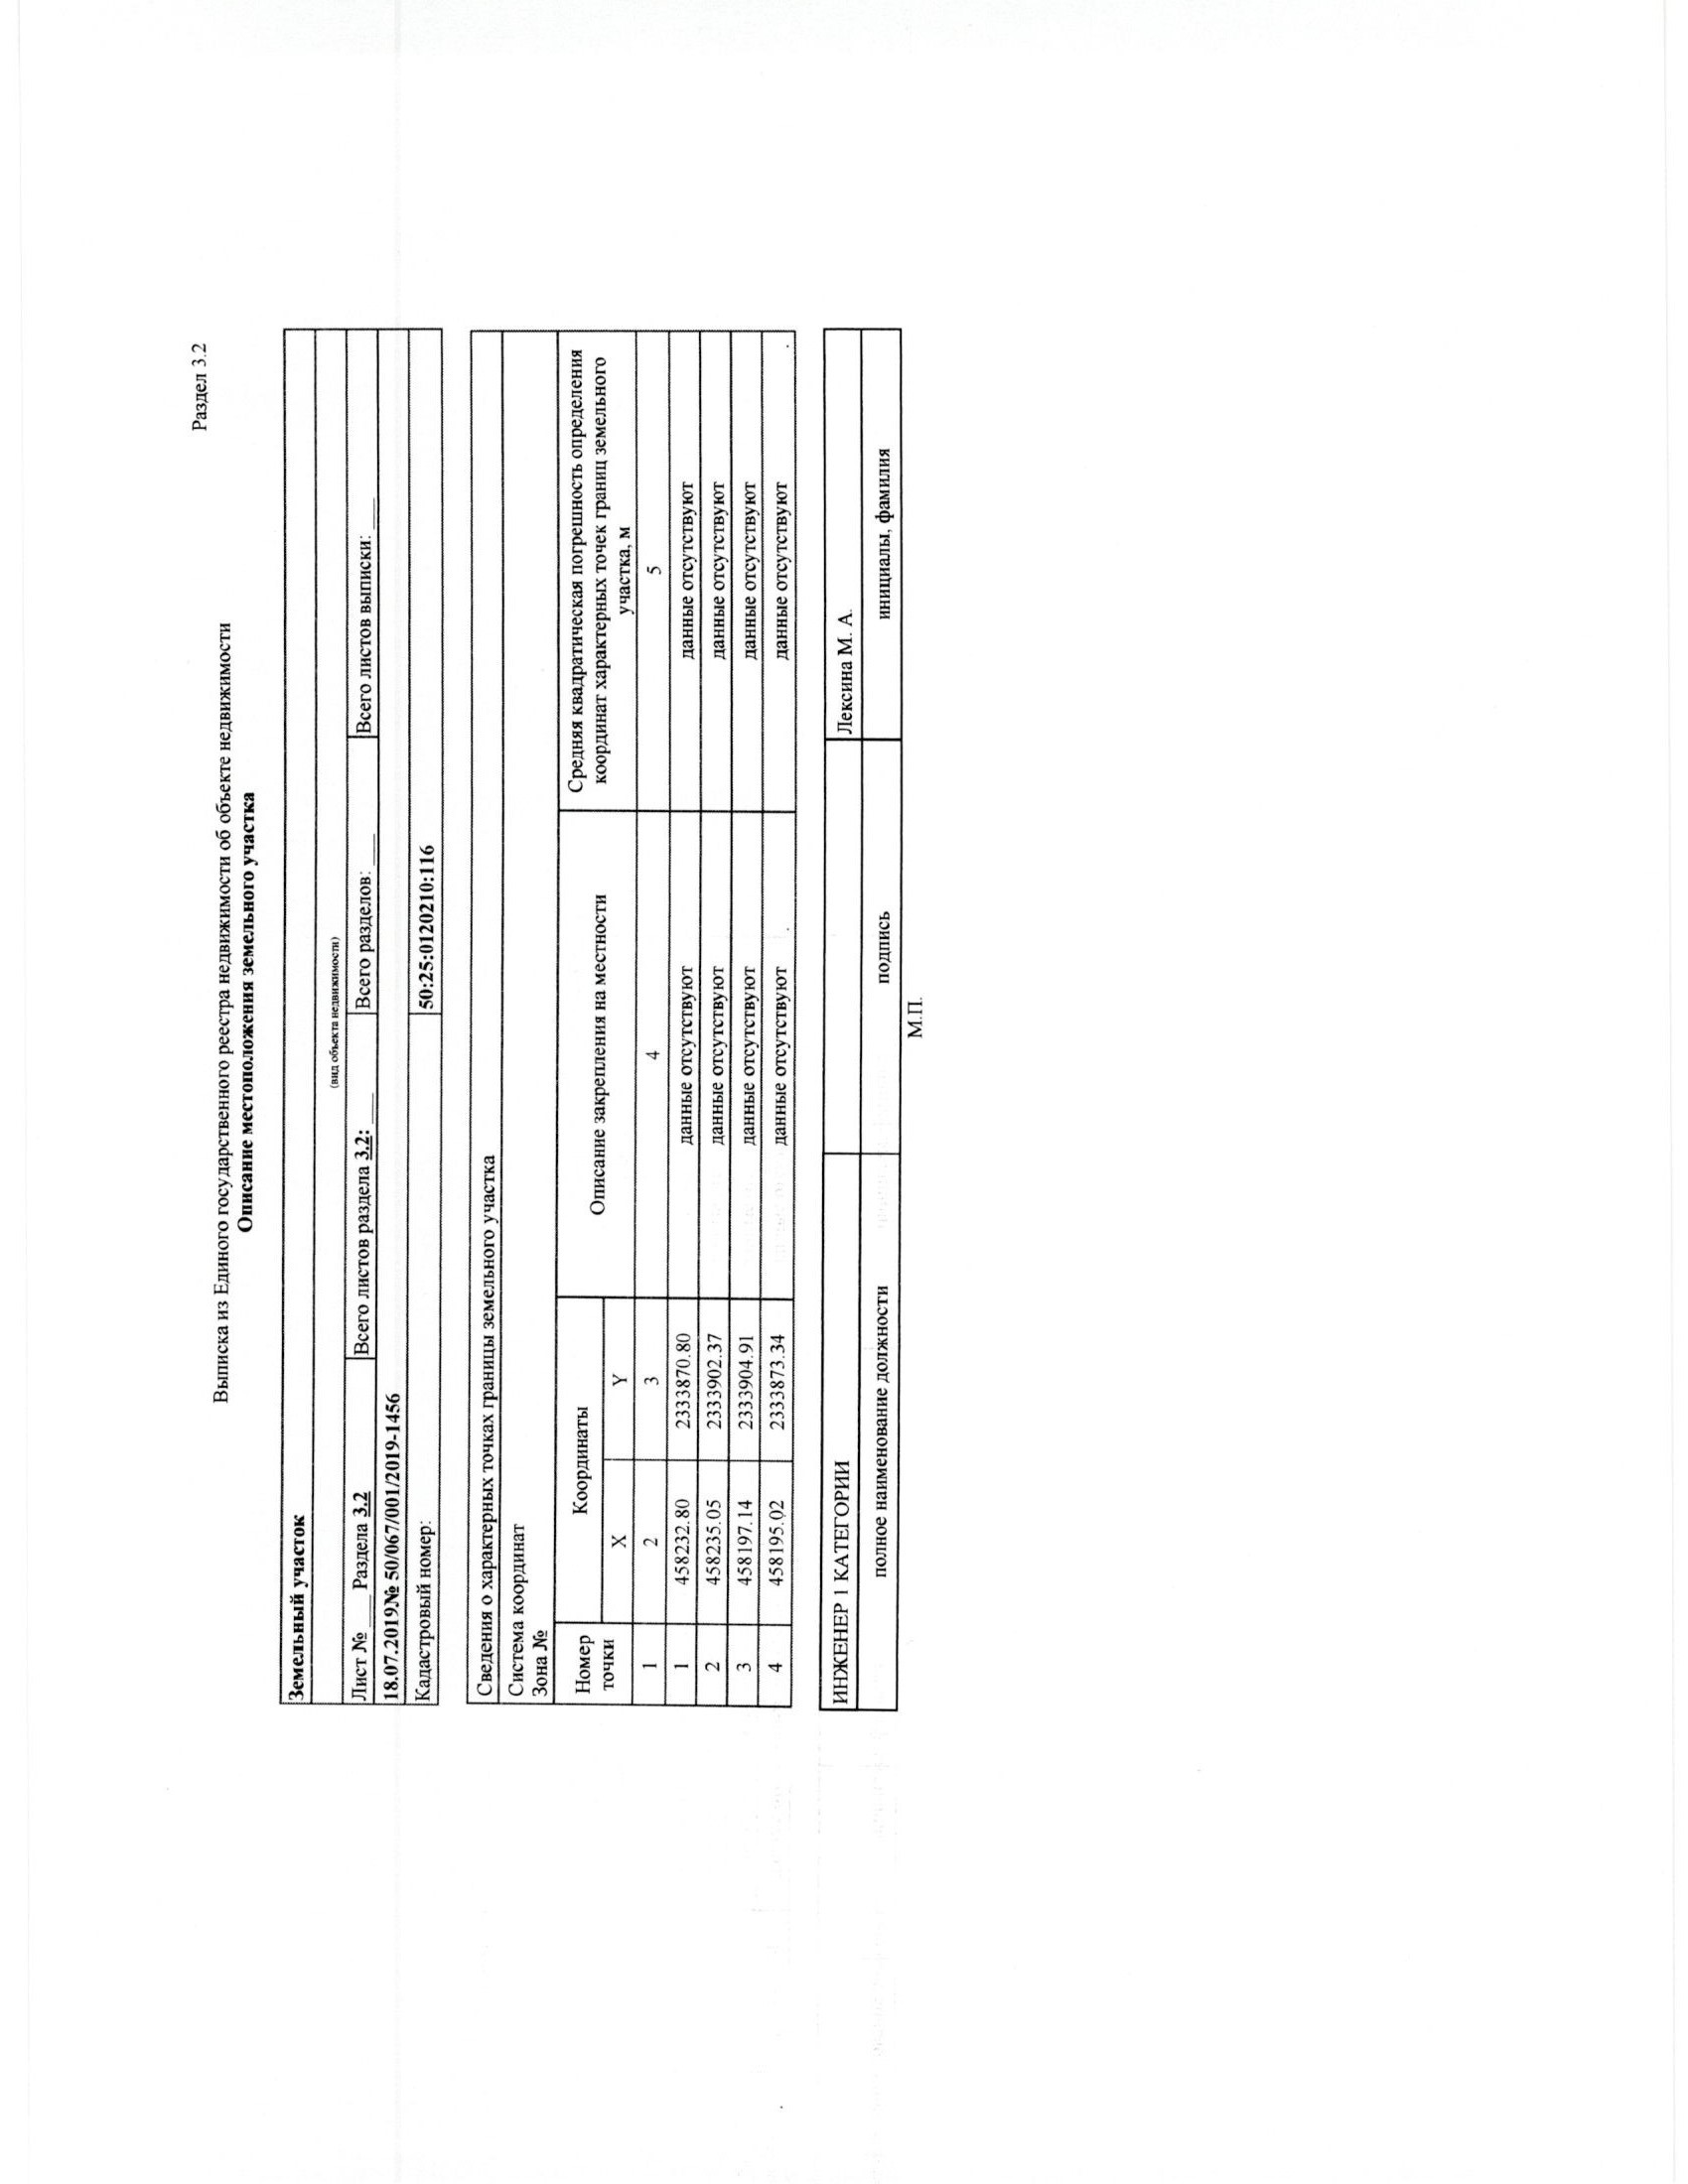 Раздел 3.2
Выписка из Единого государственного реестра недвижимости об объекте недвижимости
Описание местоположения земельного участка
Земельный участок
(вид объекта недвижимости)
Лист № ___ Раздела 3.2 Всего листов раздела 3.2: ___ Всего разделов: ___ Всего листов выписки: ___
18.07.2019№ 50/067/001/2019-1456
Кадастровый номер: 50:25:0120210:116
Сведения о характерных точках границы земельного участка
Система координат
Зона №
Номер точки Координаты Описание закрепления на местности Средняя квадратическая погрешность определения координат характерных точек границ земельного участка, м
X Y
1 2 3 4 5
1 458232.80 2333870.80 данные отсутствуют данные отсутствуют
2 458235.05 2333902.37 данные отсутствуют данные отсутствуют
3 458197.14 2333904.91 данные отсутствуют данные отсутствуют
4 458195.02 2333873.34 данные отсутствуют данные отсутствуют
ИНЖЕНЕР 1 КАТЕГОРИИ Лексина М. А.
полное наименование должности подпись инициалы, фамилия
М.П.